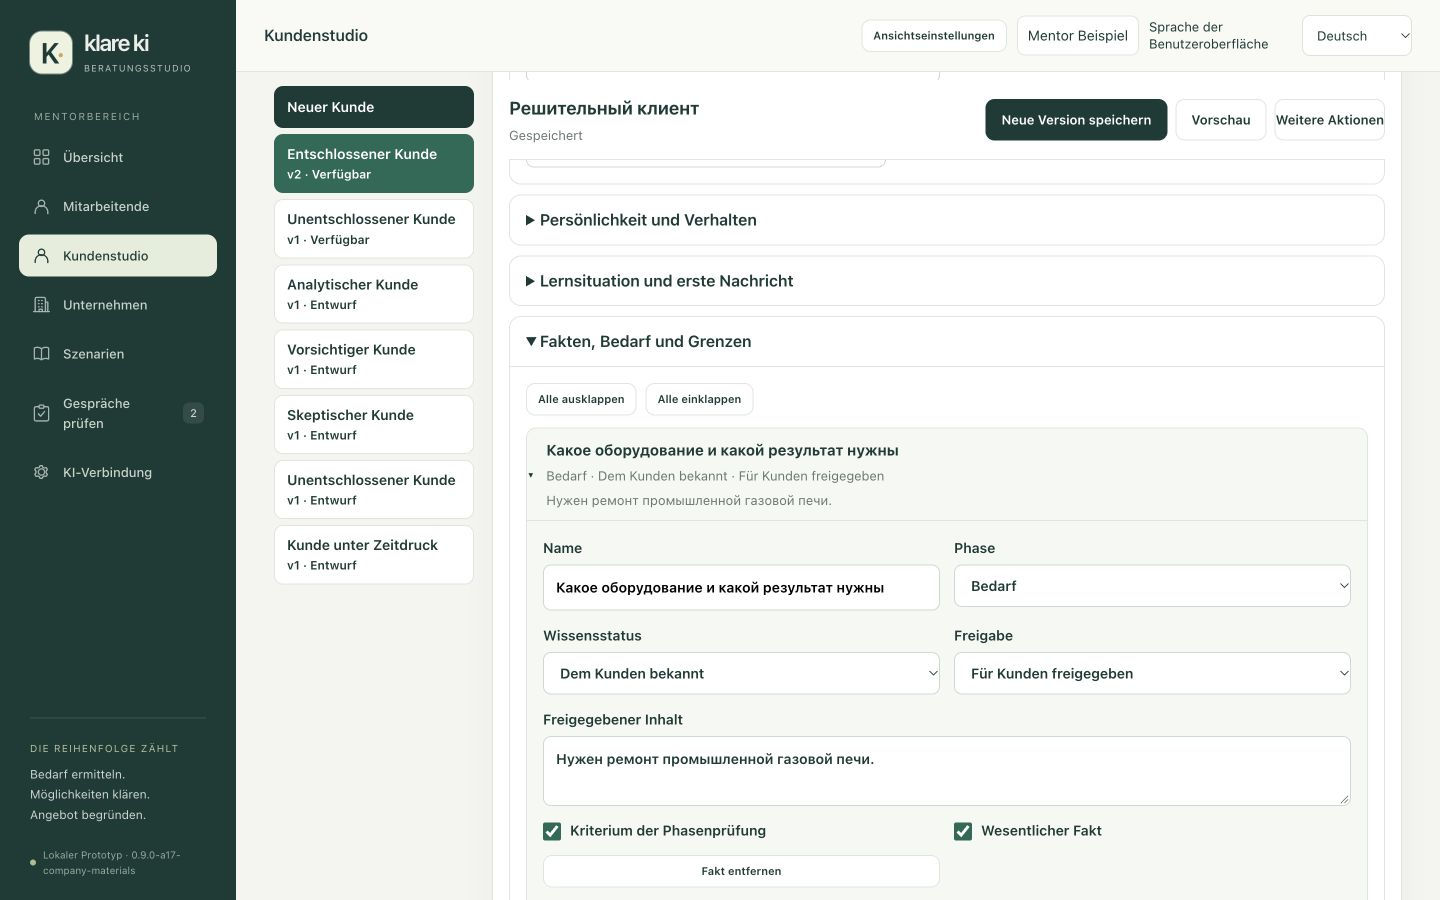 K
klare ki
BERATUNGSSTUDIO
MENTORBEREICH
Übersicht
Mitarbeitende
Kundenstudio
Unternehmen
Szenarien
Gespräche
prüfen
2
KI-Verbindung
DIE REIHENFOLGE ZÄHLT
Bedarf ermitteln.
Möglichkeiten klären.
Angebot begründen.
Lokaler Prototyp · 0.9.0-a17-
company-materials
Kundenstudio
Ansichtseinstellungen
Mentor Beispiel
Sprache der
Benutzeroberfläche
Deutsch
Neuer Kunde
Entschlossener Kunde
v2 · Verfügbar
Unentschlossener Kunde
v1 · Verfügbar
Analytischer Kunde
v1 · Entwurf
Vorsichtiger Kunde
v1 · Entwurf
Skeptischer Kunde
v1 · Entwurf
Unentschlossener Kunde
v1 · Entwurf
Kunde unter Zeitdruck
v1 · Entwurf
Решительный клиент
Gespeichert
Neue Version speichern
Vorschau
Weitere Aktionen
Persönlichkeit und Verhalten
Lernsituation und erste Nachricht
Fakten, Bedarf und Grenzen
Alle ausklappen
Alle einklappen
Какое оборудование и какой результат нужны
Bedarf · Dem Kunden bekannt · Für Kunden freigegeben
Нужен ремонт промышленной газовой печи.
Name
Phase
Какое оборудование и какой результат нужны
Bedarf
Wissensstatus
Freigabe
Dem Kunden bekannt
Für Kunden freigegeben
Freigegebener Inhalt
Нужен ремонт промышленной газовой печи.
Kriterium der Phasenprüfung
Wesentlicher Fakt
Fakt entfernen